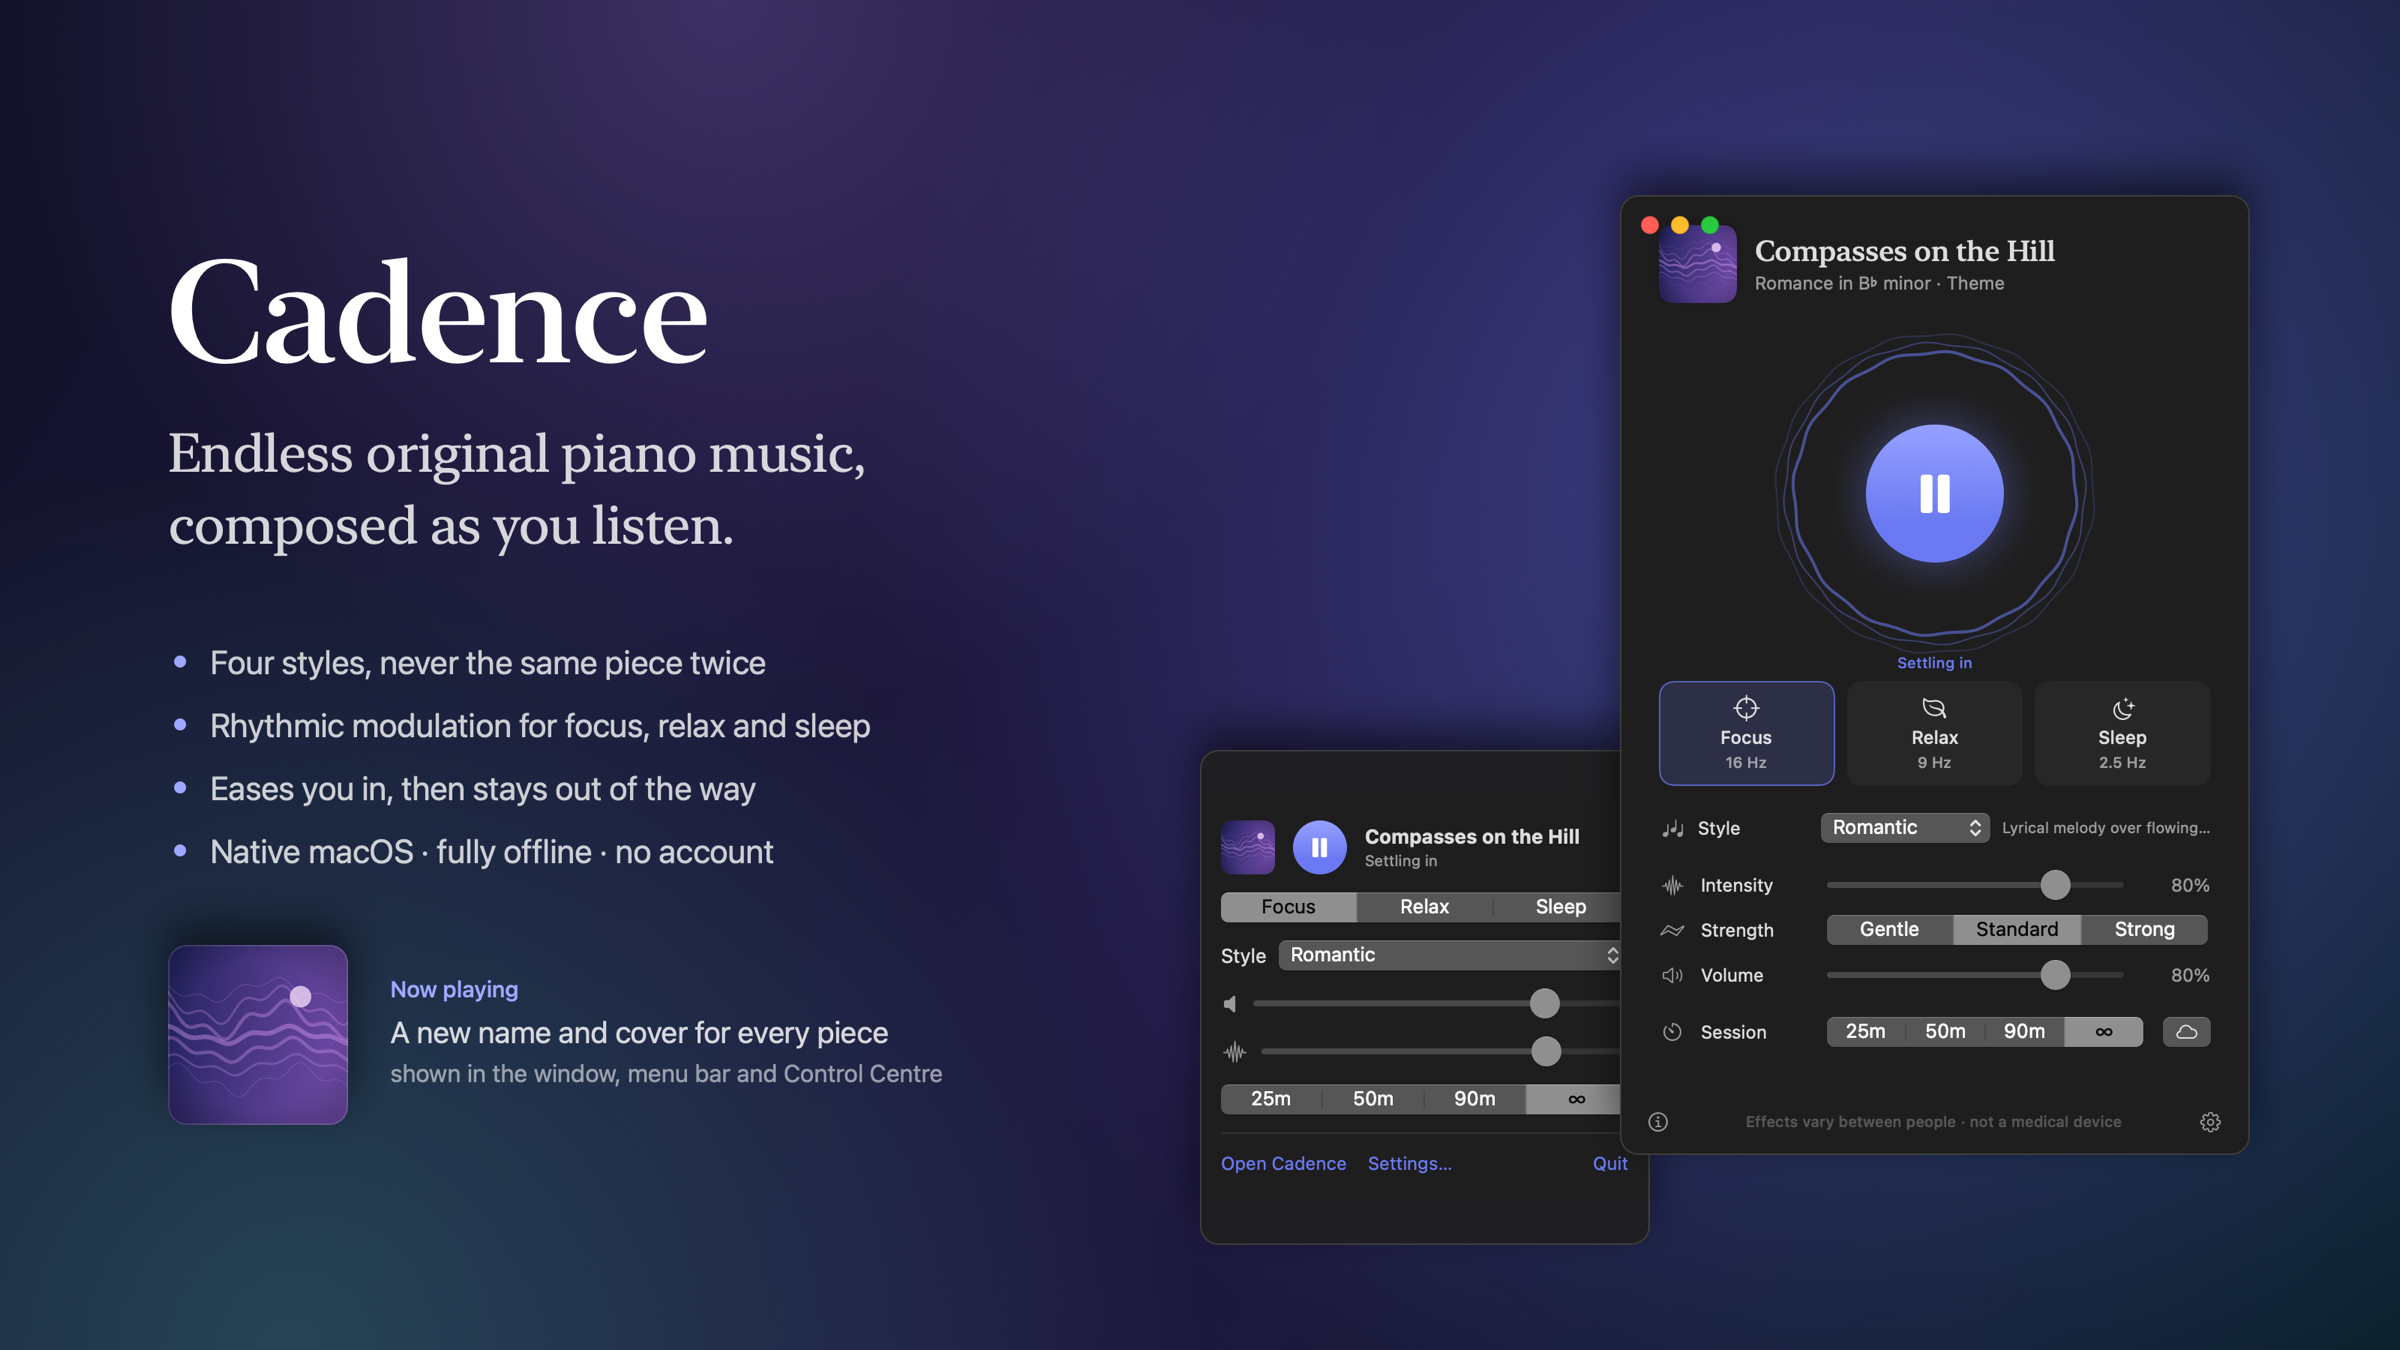 Cadence
Endless original piano music,
composed as you listen.
• Four styles, never the same piece twice
• Rhythmic modulation for focus, relax and sleep
• Eases you in, then stays out of the way
• Native macOS · fully offline · no account
Now playing
A new name and cover for every piece
shown in the window, menu bar and Control Centre
Compasses on the Hill
Settling in
Focus Relax Sleep
Style Romantic
25m 50m 90m ∞
Open Cadence Settings... Quit
Compasses on the Hill
Romance in B♭ minor · Theme
Settling in
Focus Relax Sleep
16 Hz 9 Hz 2.5 Hz
Style Romantic Lyrical melody over flowing...
Intensity 80%
Strength Gentle Standard Strong
Volume 80%
Session 25m 50m 90m ∞
Effects vary between people · not a medical device